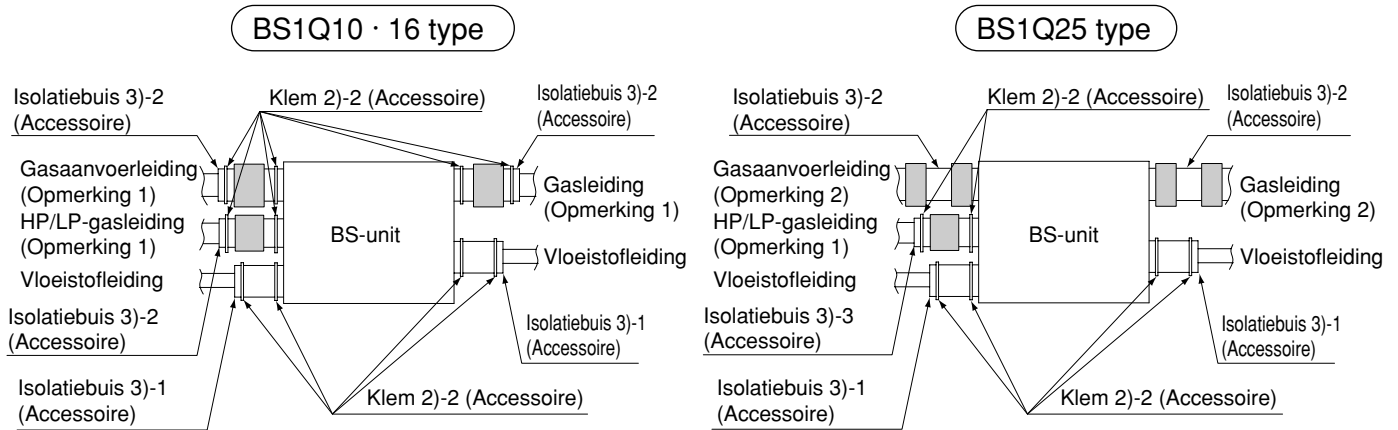 BS1Q10 · 16 type
Isolatiebuis 3)-2
(Accessoire)
Klem 2)-2 (Accessoire)
Isolatiebuis 3)-2
(Accessoire)
Gasaanvoerleiding
(Opmerking 1)
HP/LP-gasleiding
(Opmerking 1)
Vloeistofleiding
BS-unit
Gasleiding
(Opmerking 1)
Vloeistofleiding
Isolatiebuis 3)-2
(Accessoire)
Isolatiebuis 3)-1
(Accessoire)
Isolatiebuis 3)-1
(Accessoire)
Klem 2)-2 (Accessoire)
BS1Q25 type
Isolatiebuis 3)-2
(Accessoire)
Klem 2)-2 (Accessoire)
Isolatiebuis 3)-2
(Accessoire)
Gasaanvoerleiding
(Opmerking 2)
HP/LP-gasleiding
(Opmerking 1)
Vloeistofleiding
BS-unit
Gasleiding
(Opmerking 2)
Vloeistofleiding
Isolatiebuis 3)-3
(Accessoire)
Isolatiebuis 3)-1
(Accessoire)
Isolatiebuis 3)-1
(Accessoire)
Klem 2)-2 (Accessoire)